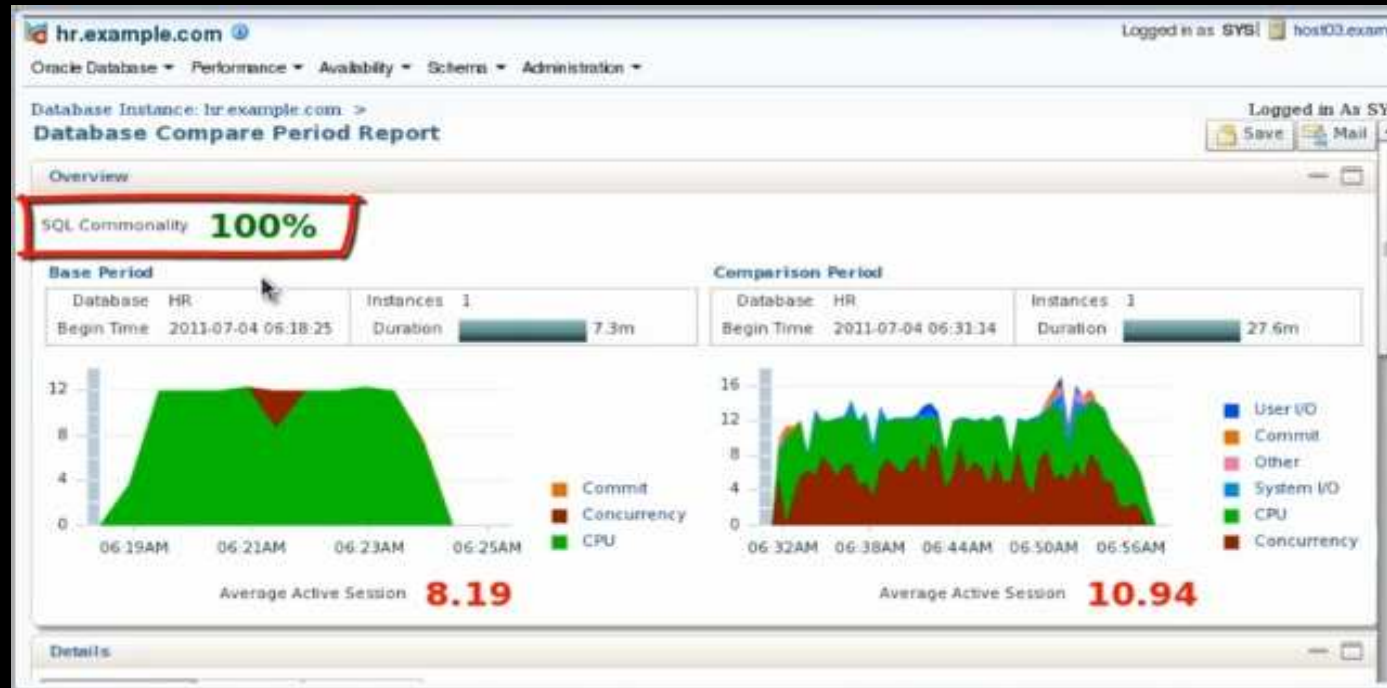 hr.example.com
Logged in as SYS
host03.exam
Oracle Database Performance Availability Schema Administration
Database Instance: hr.example.com >
Logged in As SY
Database Compare Period Report
Save Mail
Overview
SQL Commonality 100%
Base Period
Database HR Instances 1
Begin Time 2011-07-04 06:18:25 Duration 7.3m
12
8
4
0
06:19AM 06:21AM 06:23AM 06:25AM
Commit
Concurrency
CPU
Average Active Session 8.19
Comparison Period
Database HR Instances 1
Begin Time 2011-07-04 06:31:14 Duration 27.6m
16
12
8
4
0
06:32AM 06:38AM 06:44AM 06:50AM 06:56AM
User I/O
Commit
Other
System I/O
CPU
Concurrency
Average Active Session 10.94
Details